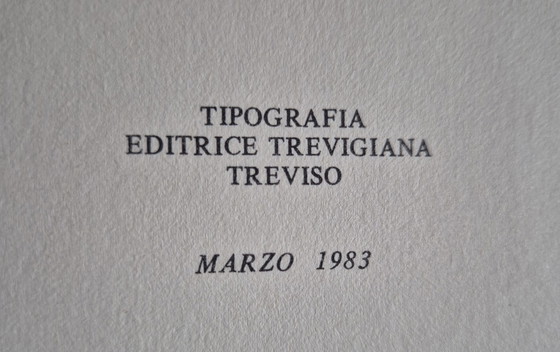 TIPOGRAFIA
EDITRICE TREVIGIANA
TREVISO
MARZO 1983